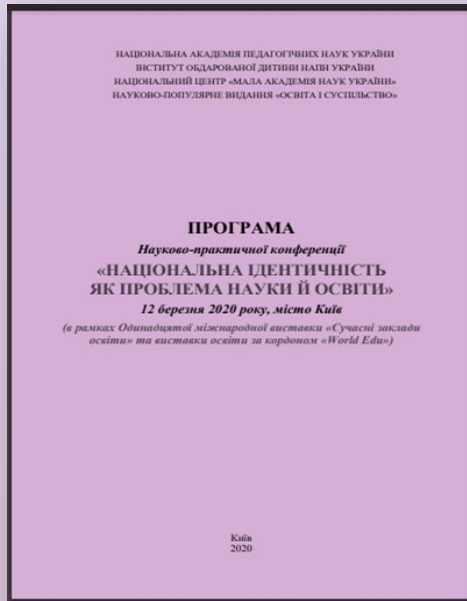 НАЦІОНАЛЬНА АКАДЕМІЯ ПЕДАГОГІЧНИХ НАУК УКРАЇНИ
ІНСТИТУТ ОБДАРОВАНОЇ ДИТИНИ НАПН УКРАЇНИ
НАЦІОНАЛЬНИЙ ЦЕНТР «МАЛА АКАДЕМІЯ НАУК УКРАЇНИ»
НАУКОВО-ПОПУЛЯРНЕ ВИДАННЯ «ОСВІТА І СУСПІЛЬСТВО»
ПРОГРАМА
Науково-практичної конференції
«НАЦІОНАЛЬНА ІДЕНТИЧНІСТЬ
ЯК ПРОБЛЕМА НАУКИ Й ОСВІТИ»
12 березня 2020 року, місто Київ
(в рамках Одинадцятої міжнародної виставки «Сучасні заклади
освіти» та виставки освіти за кордоном «World Edu»)
Київ
2020